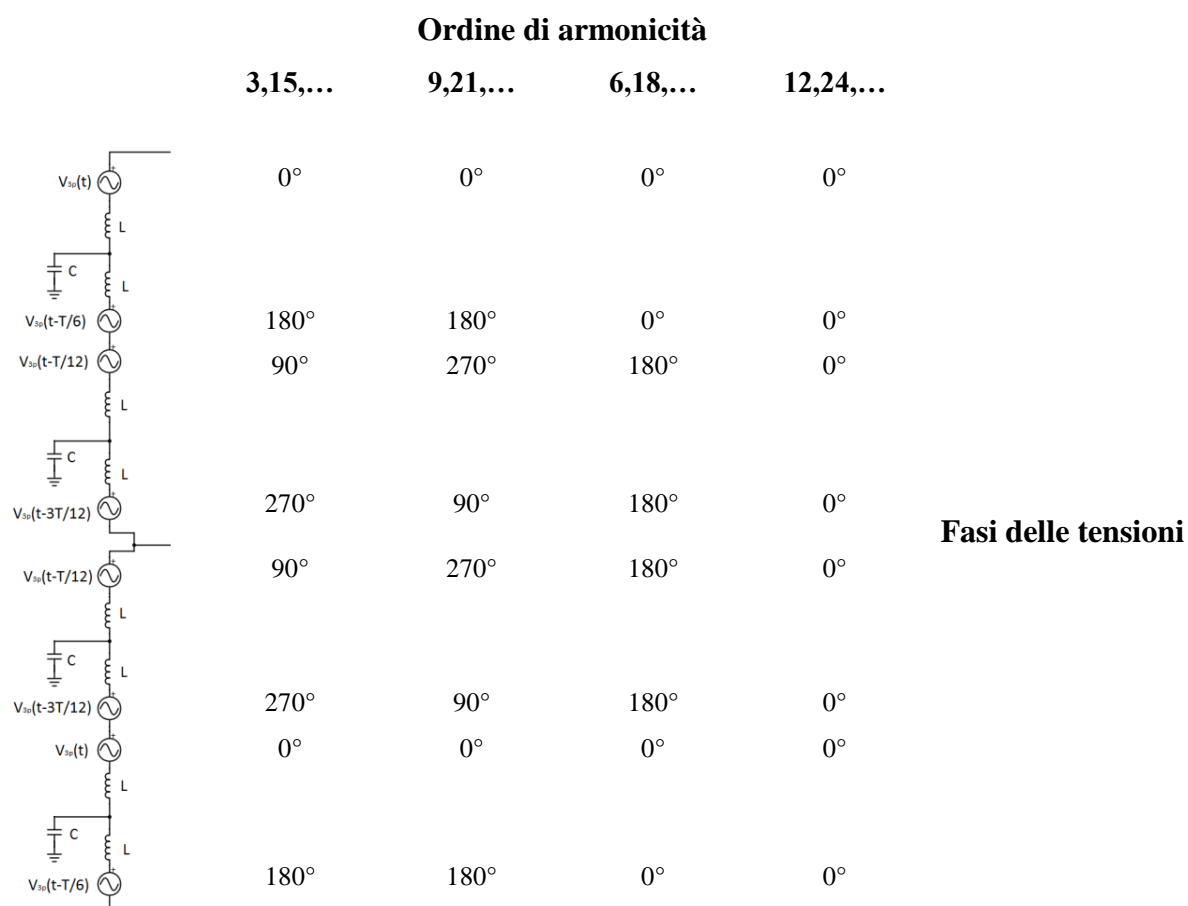 Ordine di armonicità
3,15,… 9,21,… 6,18,… 12,24,…
V₃ₚ(t) 0° 0° 0° 0°
L
C
L
V₃ₚ(t-T/6) 180° 180° 0° 0°
V₃ₚ(t-T/12) 90° 270° 180° 0°
L
C
L
V₃ₚ(t-3T/12) 270° 90° 180° 0°
Fasi delle tensioni
V₃ₚ(t-T/12) 90° 270° 180° 0°
L
C
L
V₃ₚ(t-3T/12) 270° 90° 180° 0°
V₃ₚ(t) 0° 0° 0° 0°
L
C
L
V₃ₚ(t-T/6) 180° 180° 0° 0°